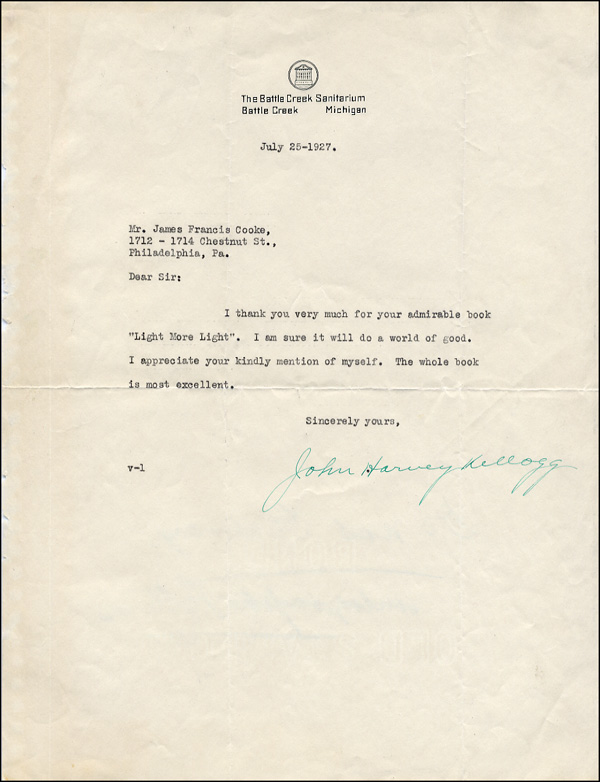 The Battle Creek Sanitarium
Battle Creek Michigan
July 25-1927.
Mr. James Francis Cooke,
1712 - 1714 Chestnut St.,
Philadelphia, Pa.
Dear Sir:
I thank you very much for your admirable book
"Light More Light". I am sure it will do a world of good.
I appreciate your kindly mention of myself. The whole book
is most excellent.
Sincerely yours,
v-1
John Harvey Kellogg